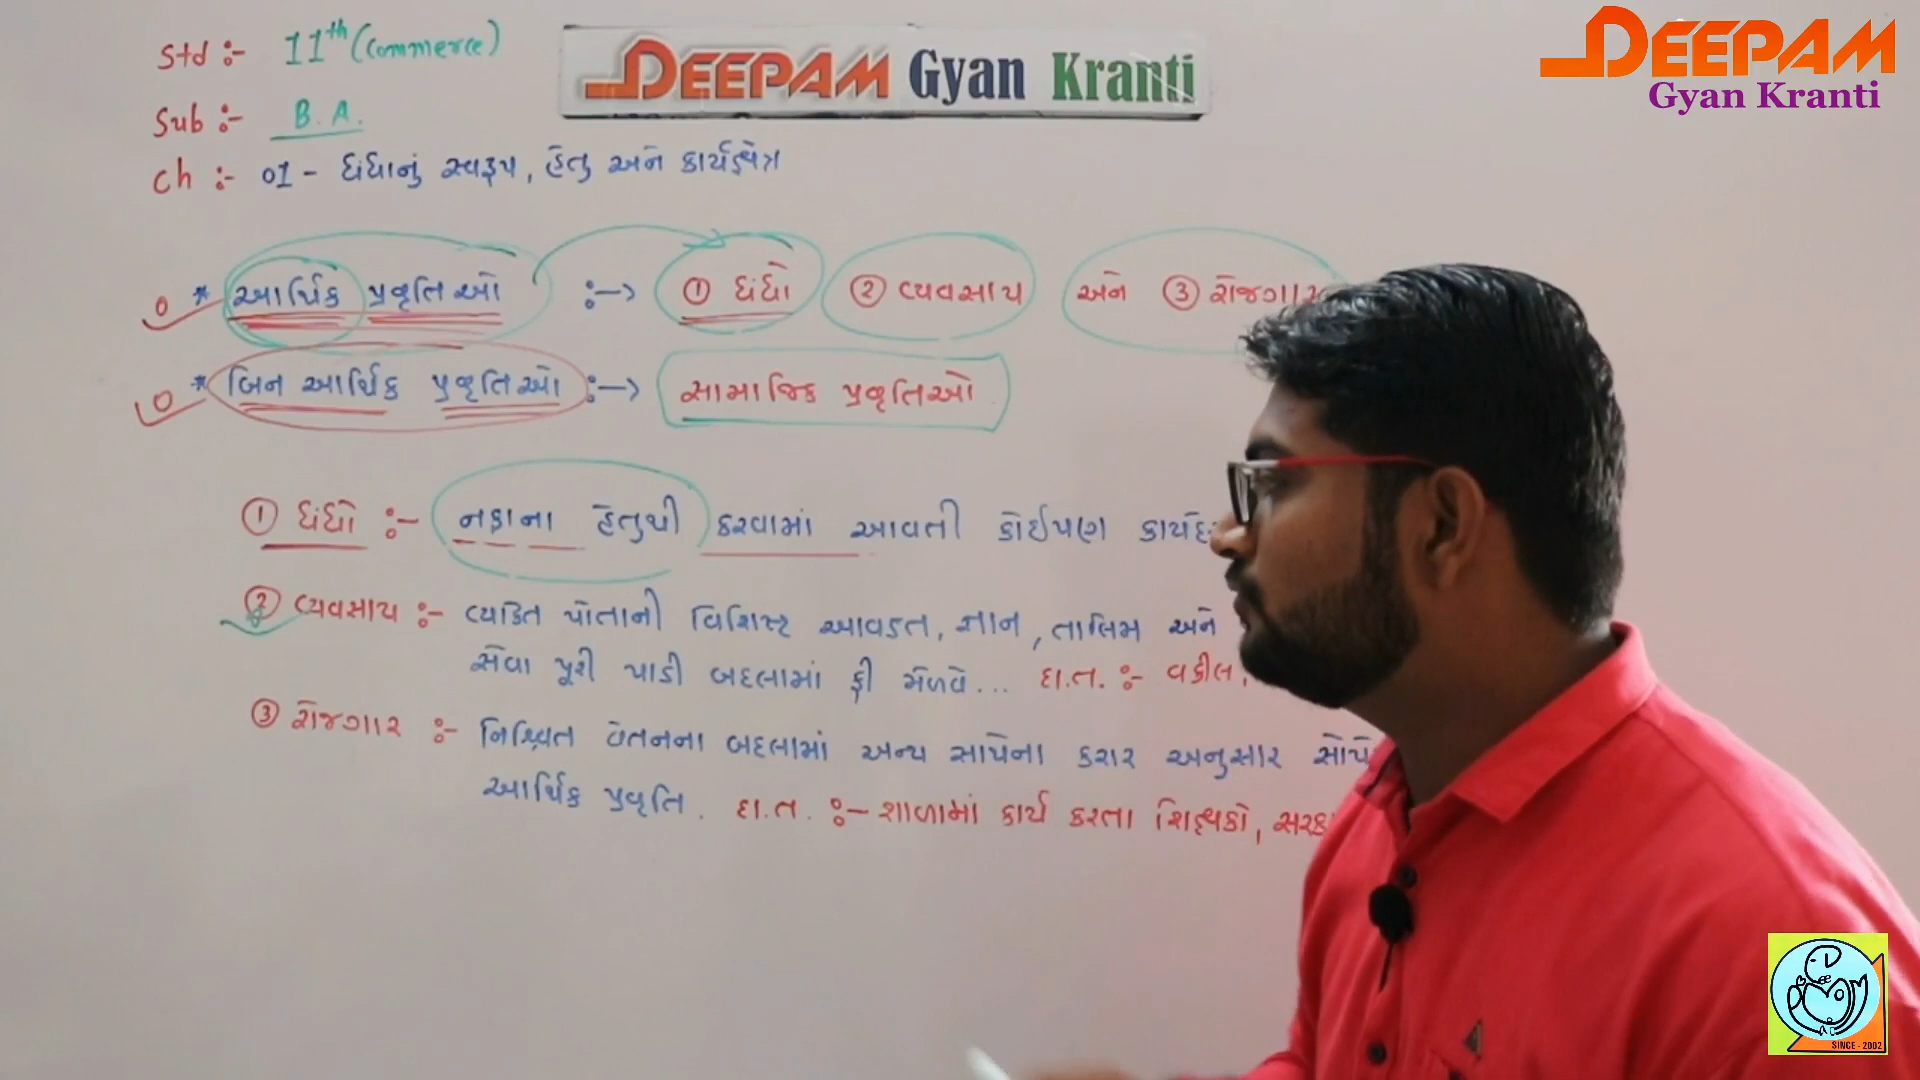 Std :- 11th (Commerce)
DEEPAM Gyan Kranti
DEEPAM
Gyan Kranti
Sub :- B.A.
Ch :- 01 - ધંધાનું સ્વરૂપ, હેતુ અને કાર્યક્ષેત્ર
* આર્થિક પ્રવૃતિઓ :-> ① ધંધો ② વ્યવસાય અને ③ રોજગાર
* બિન આર્થિક પ્રવૃતિઓ :-> સામાજિક પ્રવૃતિઓ
① ધંધો :- નફાના હેતુથી કરવામાં આવતી કોઈપણ
② વ્યવસાય :- વ્યકિત પોતાની વિશિષ્ટ આવડત, જ્ઞાન, તાલિમ અને
સેવા પૂરી પાડી બદલામાં ફી મેળવે... દા.ત. :- વકીલ,
③ રોજગાર :- નિશ્ચિત વેતનના બદલામાં અન્ય સાથેના કરાર અનુસાર
આર્થિક પ્રવૃતિ. દા.ત. :- શાળામાં કાર્ય કરતા શિક્ષકો,
SINCE - 2002